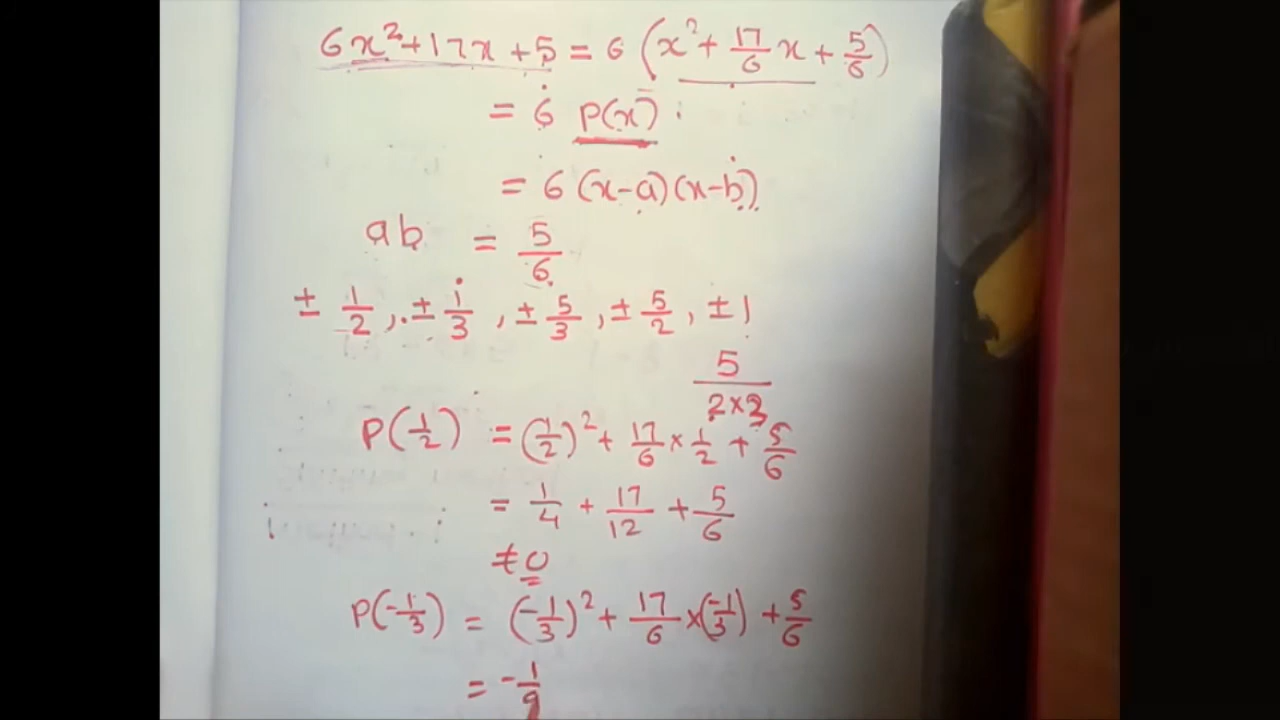 6x²+17x+5 = 6 (x² + 17/6 x + 5/6)
= 6 P(x)
= 6 (x-a)(x-b)
ab = 5/6
± 1/2, ± 1/3, ± 5/3, ± 5/2, ± 1
5/(2×3)
P(1/2) = (1/2)² + 17/6 × 1/2 + 5/6
= 1/4 + 17/12 + 5/6
≠ 0
P(-1/3) = (-1/3)² + 17/6 × (-1/3) + 5/6
= -1/9